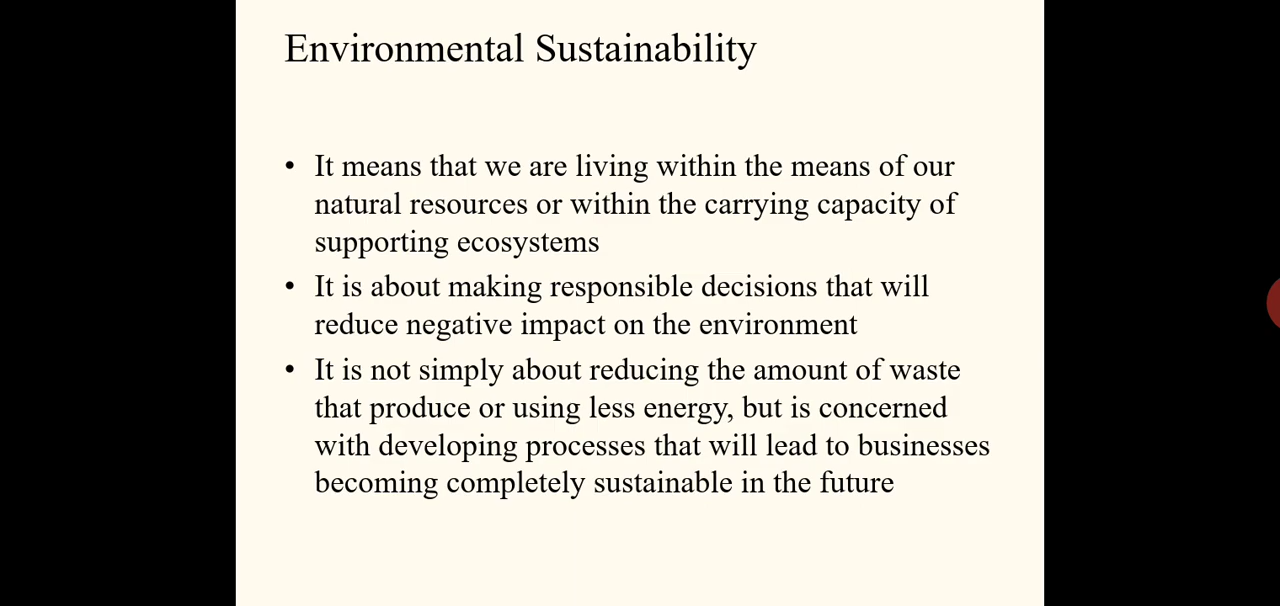 Environmental Sustainability
• It means that we are living within the means of our
natural resources or within the carrying capacity of
supporting ecosystems
• It is about making responsible decisions that will
reduce negative impact on the environment
• It is not simply about reducing the amount of waste
that produce or using less energy, but is concerned
with developing processes that will lead to businesses
becoming completely sustainable in the future